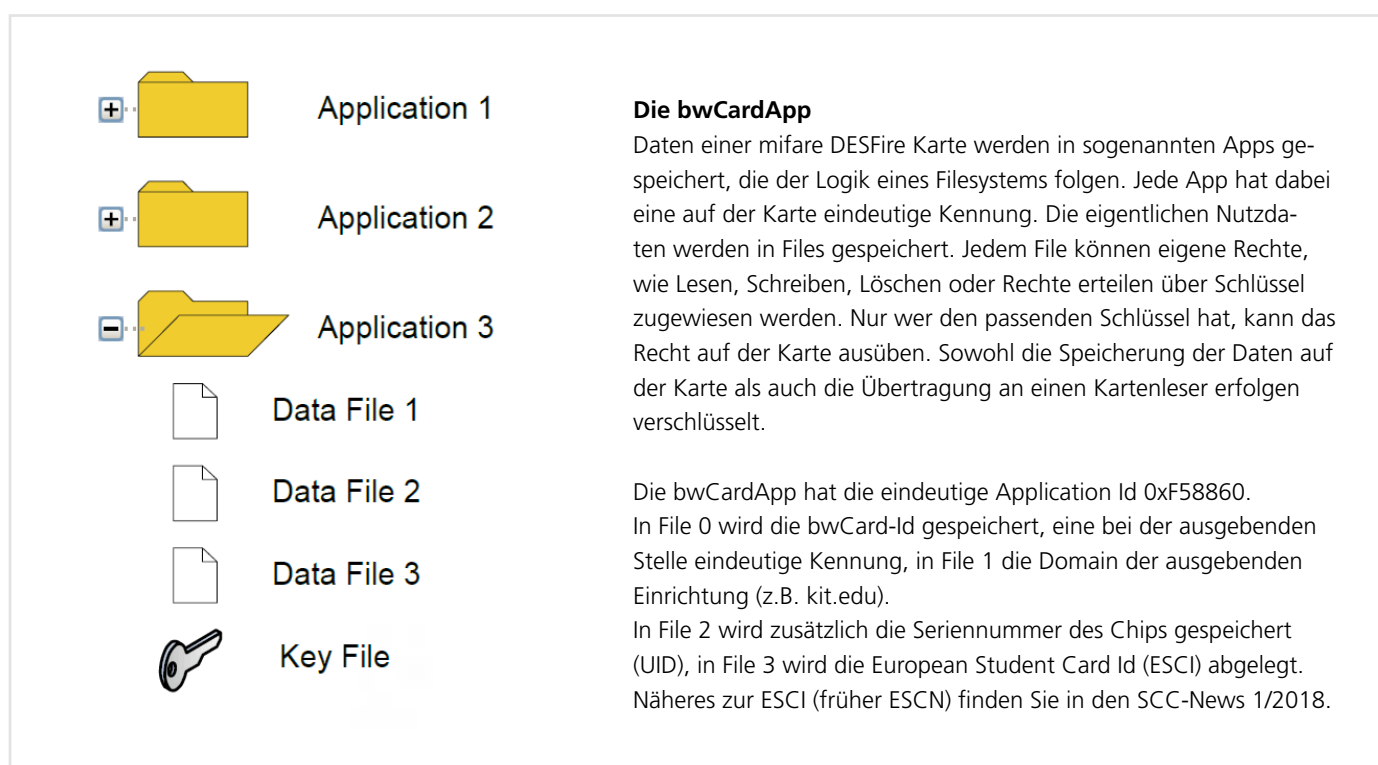 Application 1
Application 2
Application 3
Data File 1
Data File 2
Data File 3
Key File
Die bwCardApp
Daten einer mifare DESFire Karte werden in sogenannten Apps ge-
speichert, die der Logik eines Filesystems folgen. Jede App hat dabei
eine auf der Karte eindeutige Kennung. Die eigentlichen Nutzda-
ten werden in Files gespeichert. Jedem File können eigene Rechte,
wie Lesen, Schreiben, Löschen oder Rechte erteilen über Schlüssel
zugewiesen werden. Nur wer den passenden Schlüssel hat, kann das
Recht auf der Karte ausüben. Sowohl die Speicherung der Daten auf
der Karte als auch die Übertragung an einen Kartenleser erfolgen
verschlüsselt.
Die bwCardApp hat die eindeutige Application Id 0xF58860.
In File 0 wird die bwCard-Id gespeichert, eine bei der ausgebenden
Stelle eindeutige Kennung, in File 1 die Domain der ausgebenden
Einrichtung (z.B. kit.edu).
In File 2 wird zusätzlich die Seriennummer des Chips gespeichert
(UID), in File 3 wird die European Student Card Id (ESCI) abgelegt.
Näheres zur ESCI (früher ESCN) finden Sie in den SCC-News 1/2018.